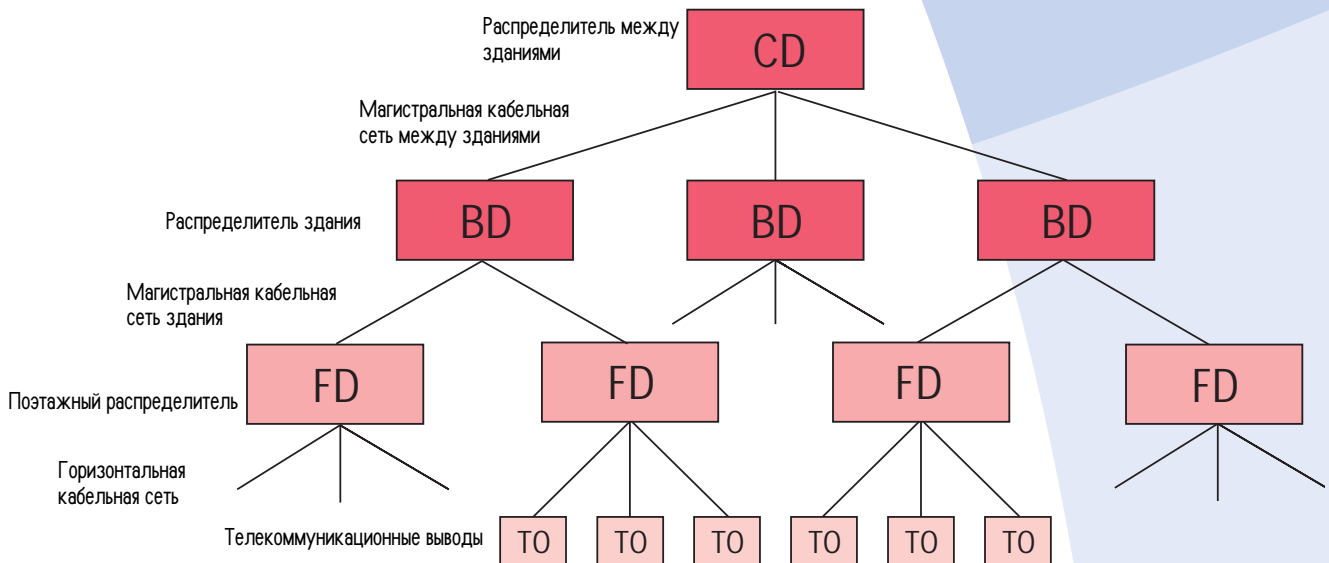 Распределитель между
зданиями
CD
Магистральная кабельная
сеть между зданиями
Распределитель здания
BD
BD
BD
Магистральная кабельная
сеть здания
Поэтажный распределитель
FD
FD
FD
FD
Горизонтальная
кабельная сеть
Телекоммуникационные выводы
TO
TO
TO
TO
TO
TO